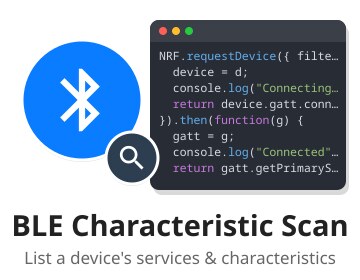 NRF.requestDevice({ filte…
  device = d;
  console.log("Connecting…
  return device.gatt.conn…
}).then(function(g) {
  gatt = g;
  console.log("Connected"…
  return gatt.getPrimaryS…
BLE Characteristic Scan
List a device's services & characteristics